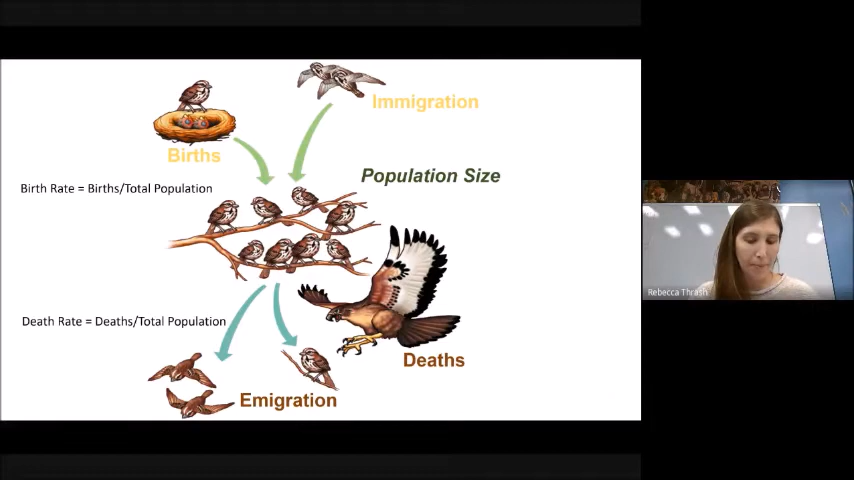 Immigration
Births
Population Size
Birth Rate = Births/Total Population
Rebecca Thrash
Death Rate = Deaths/Total Population
Deaths
Emigration